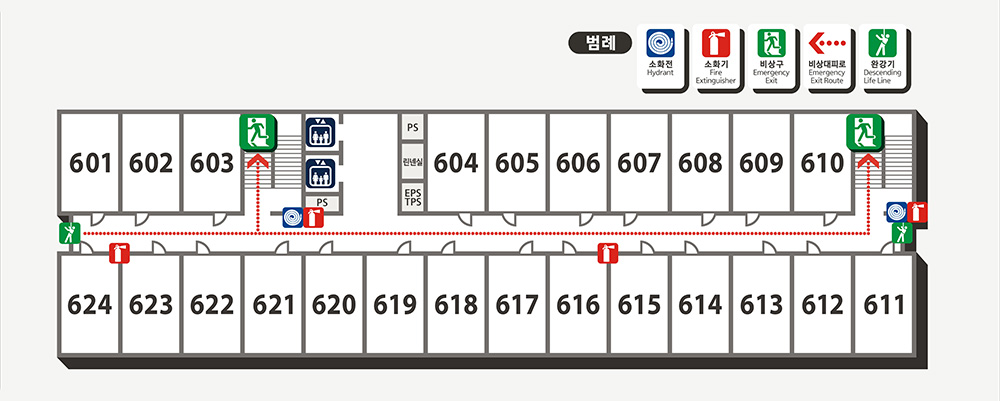 범례
소화전
Hydrant
소화기
Fire
Extinguisher
비상구
Emergency
Exit
비상대피로
Emergency
Exit Route
완강기
Descending
Life Line
601
602
603
PS
PS
린넨실
EPS
TPS
604
605
606
607
608
609
610
624
623
622
621
620
619
618
617
616
615
614
613
612
611